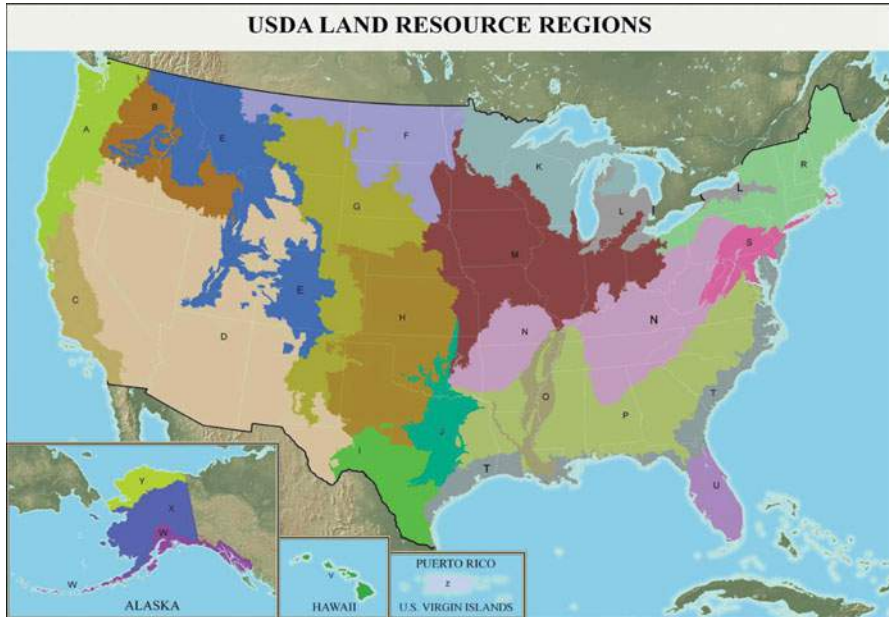 USDA LAND RESOURCE REGIONS
A
B
E
F
K
R
L
L
G
S
M
C
E
H
N
N
D
O
P
T
J
I
T
U
Y
X
W
W
ALASKA
V
HAWAII
PUERTO RICO
Z
U.S. VIRGIN ISLANDS